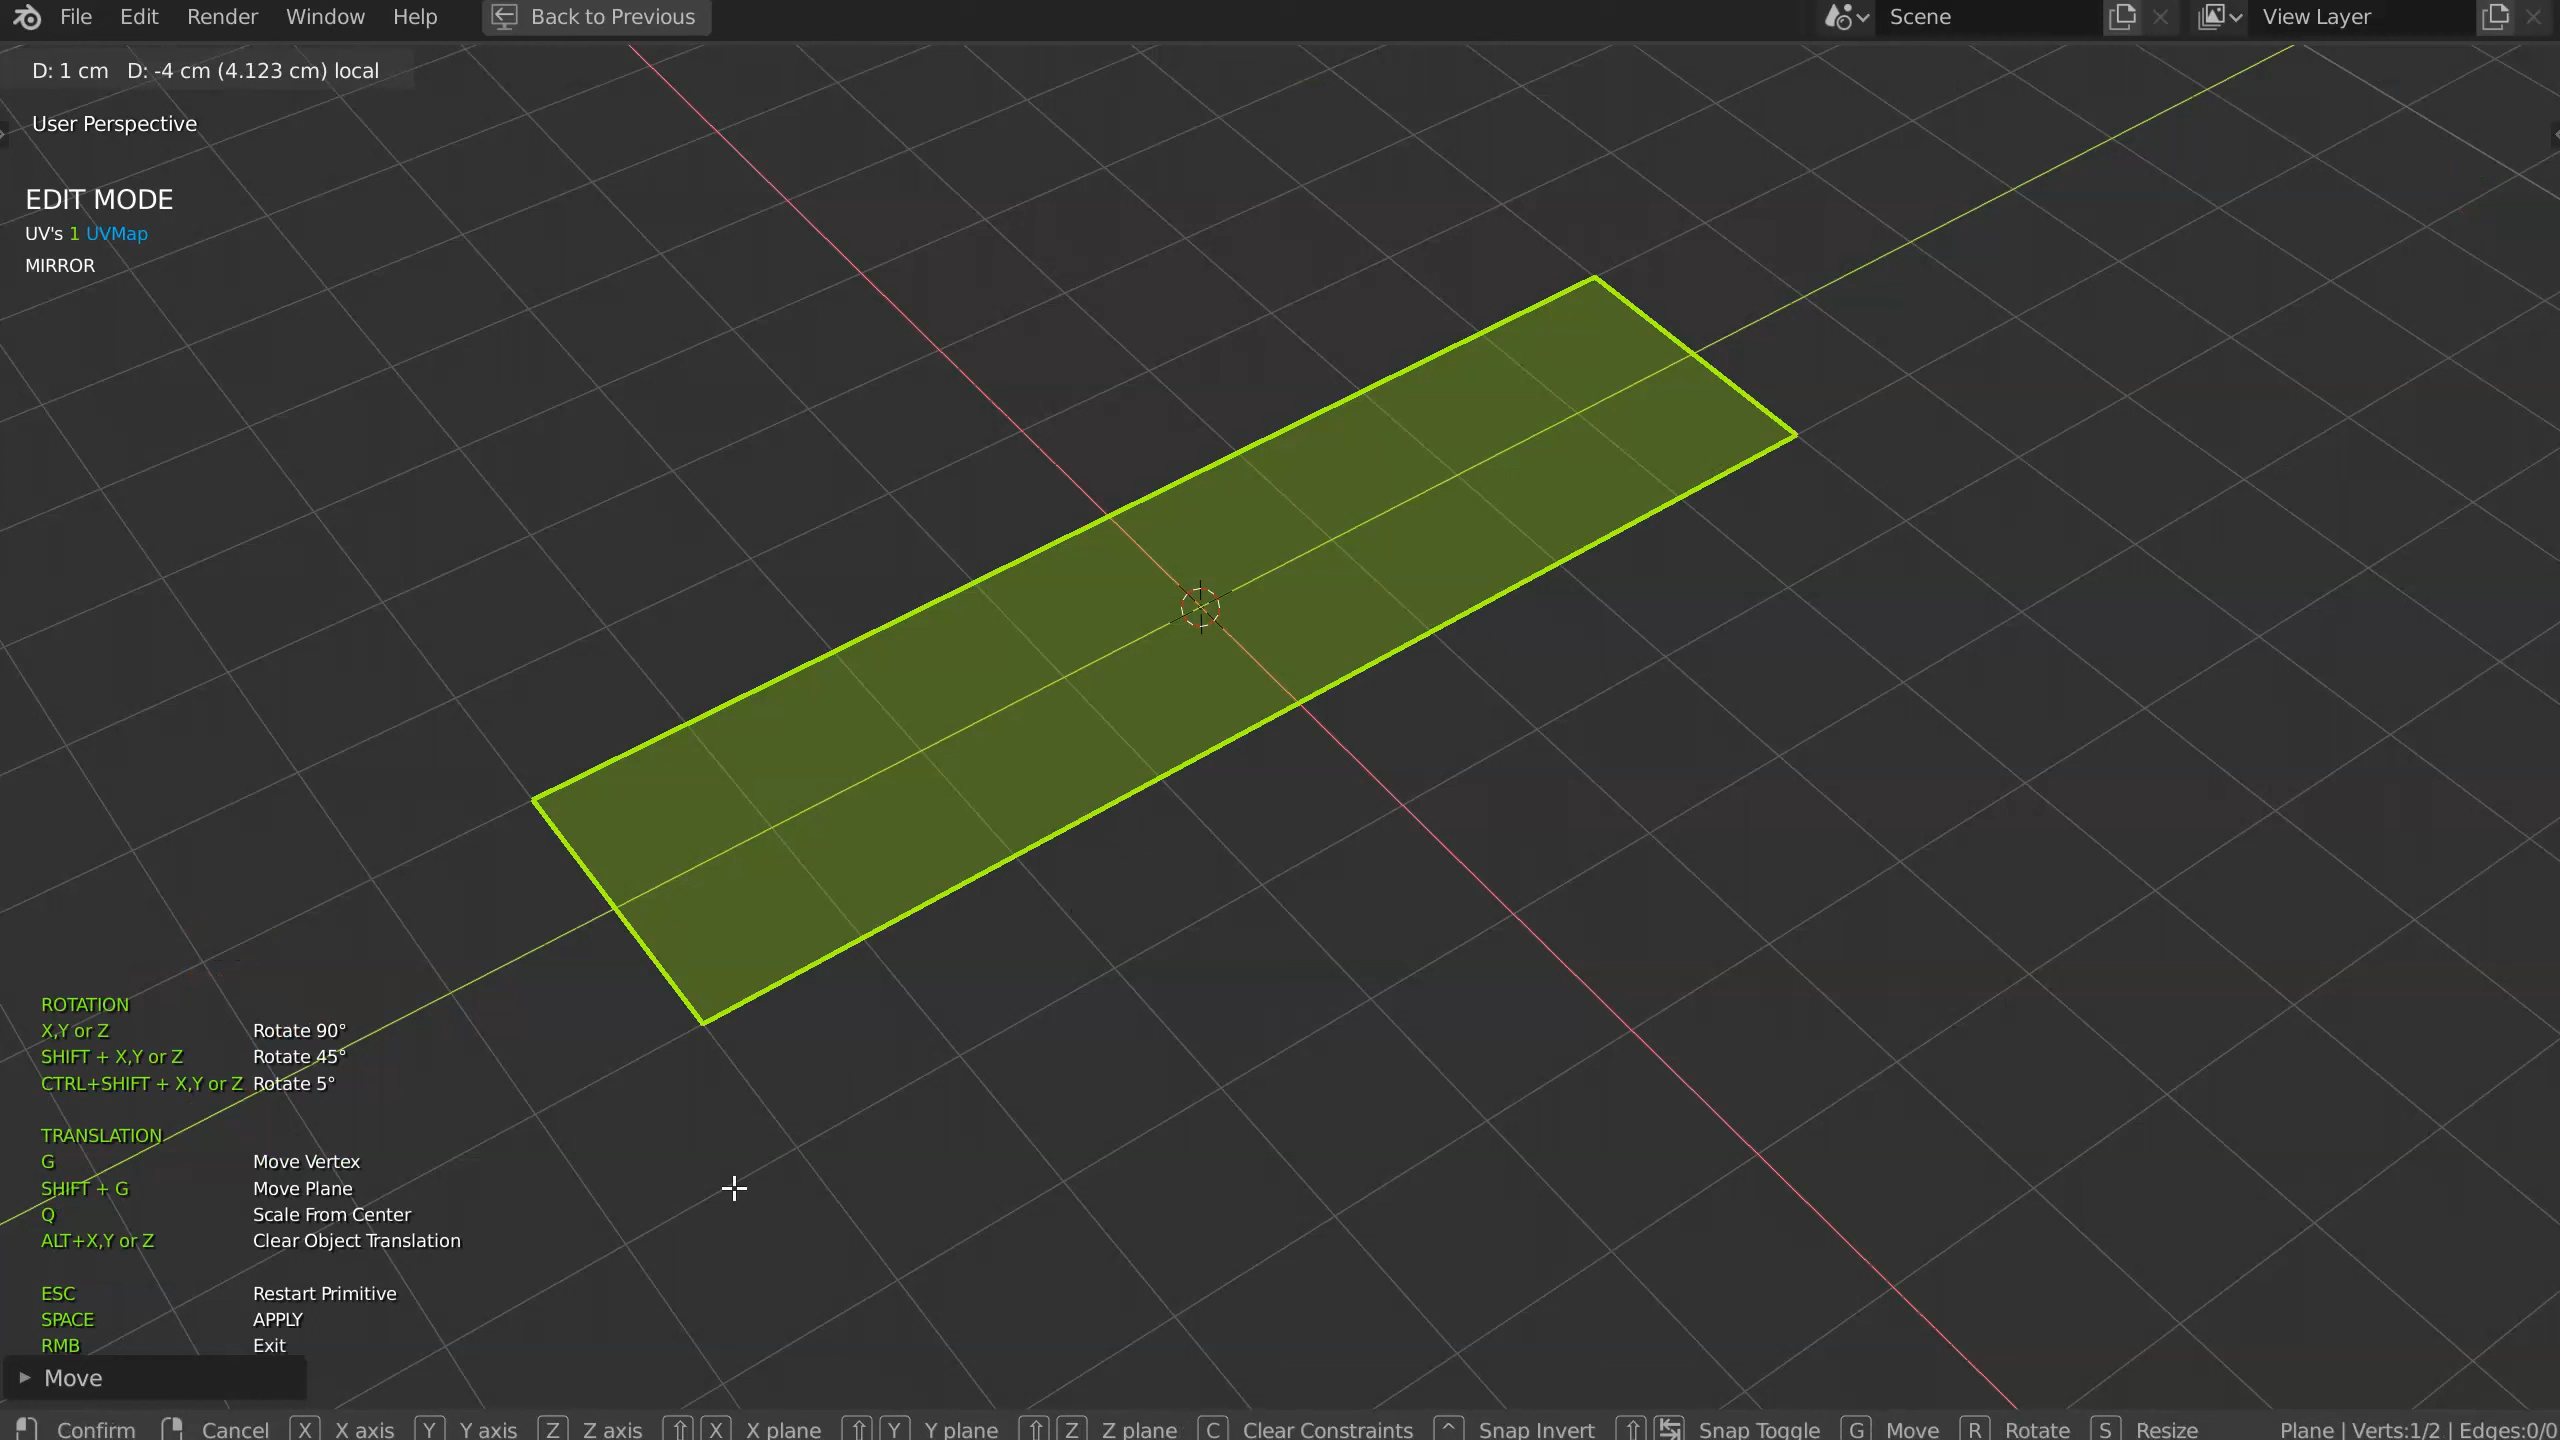 File Edit Render Window Help Back to Previous Scene View Layer
D: 1 cm D: -4 cm (4.123 cm) local
User Perspective
EDIT MODE
UV's 1 UVMap
MIRROR
ROTATION
X,Y or Z Rotate 90°
SHIFT + X,Y or Z Rotate 45°
CTRL+SHIFT + X,Y or Z Rotate 5°
TRANSLATION
G Move Vertex
SHIFT + G Move Plane
Q Scale From Center
ALT+X,Y or Z Clear Object Translation
ESC Restart Primitive
SPACE APPLY
RMB Exit
Move
Confirm Cancel X X axis Y Y axis Z Z axis ⇧ X X plane ⇧ Y Y plane ⇧ Z Z plane C Clear Constraints ^ Snap Invert ⇧ ↹ Snap Toggle G Move R Rotate S Resize Plane | Verts:1/2 | Edges:0/0